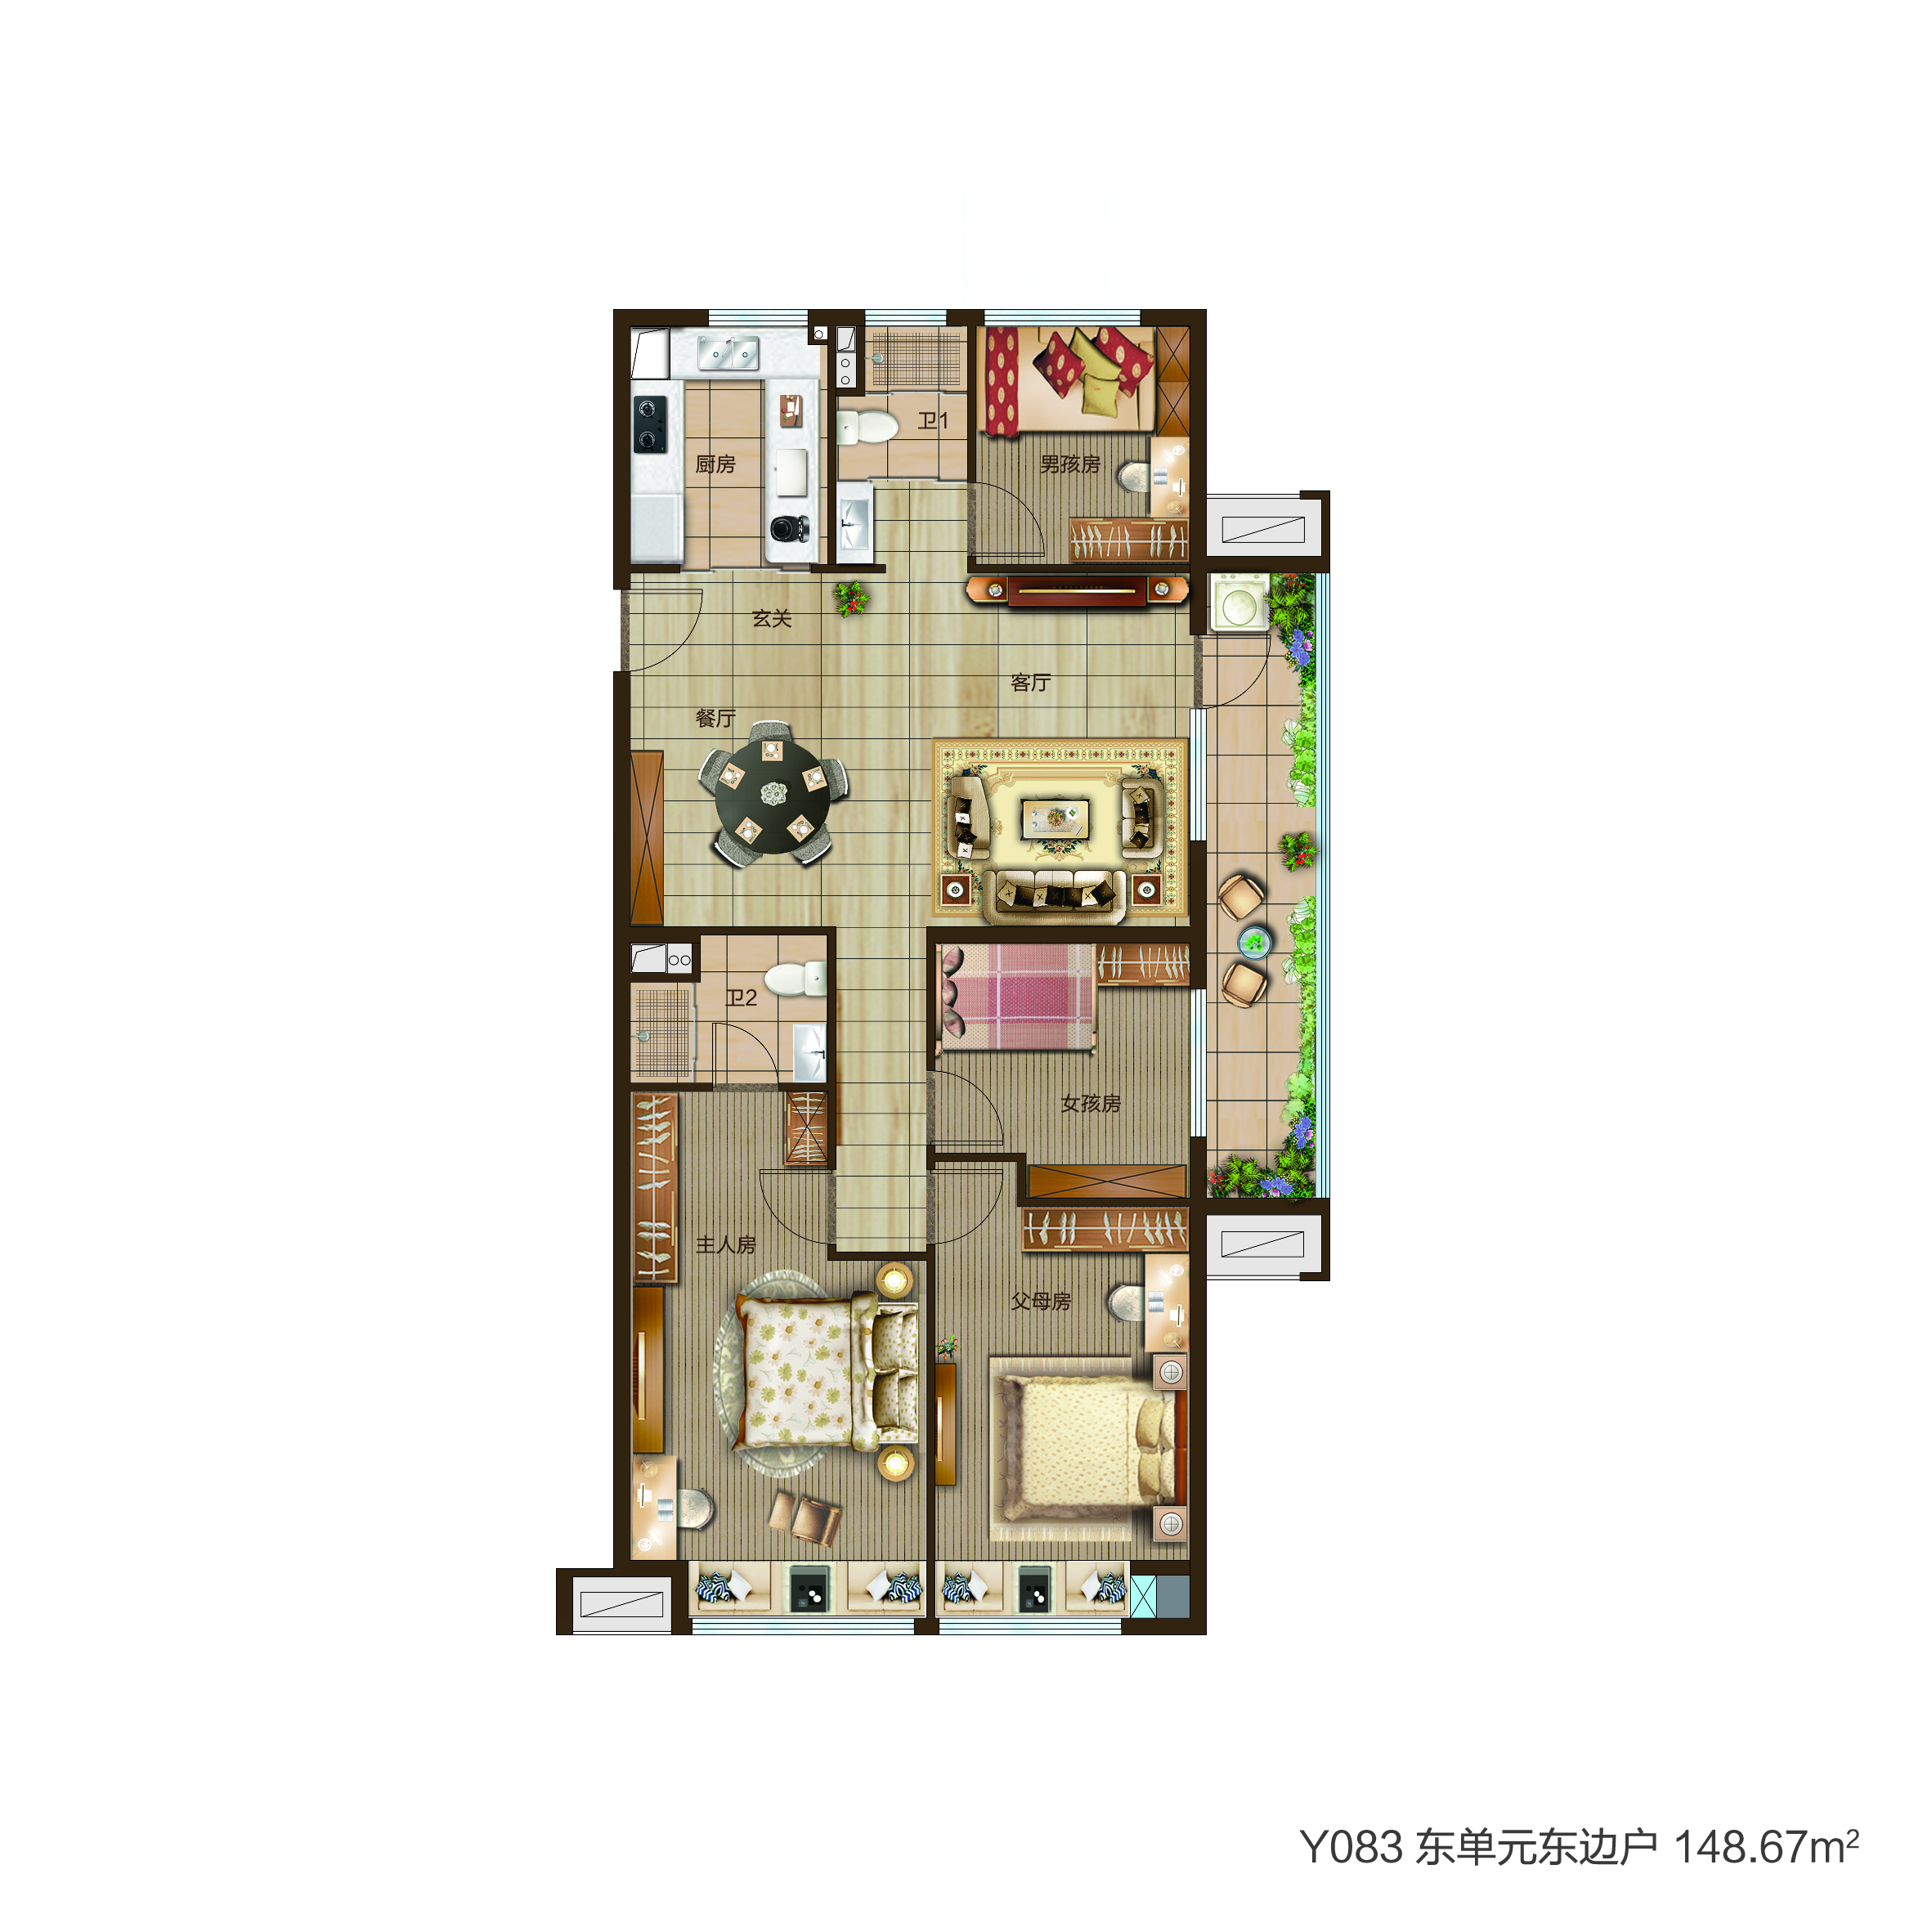 卫1
厨房
男孩房
玄关
客厅
餐厅
卫2
女孩房
主人房
父母房
Y083 东单元东边户 148.67m²